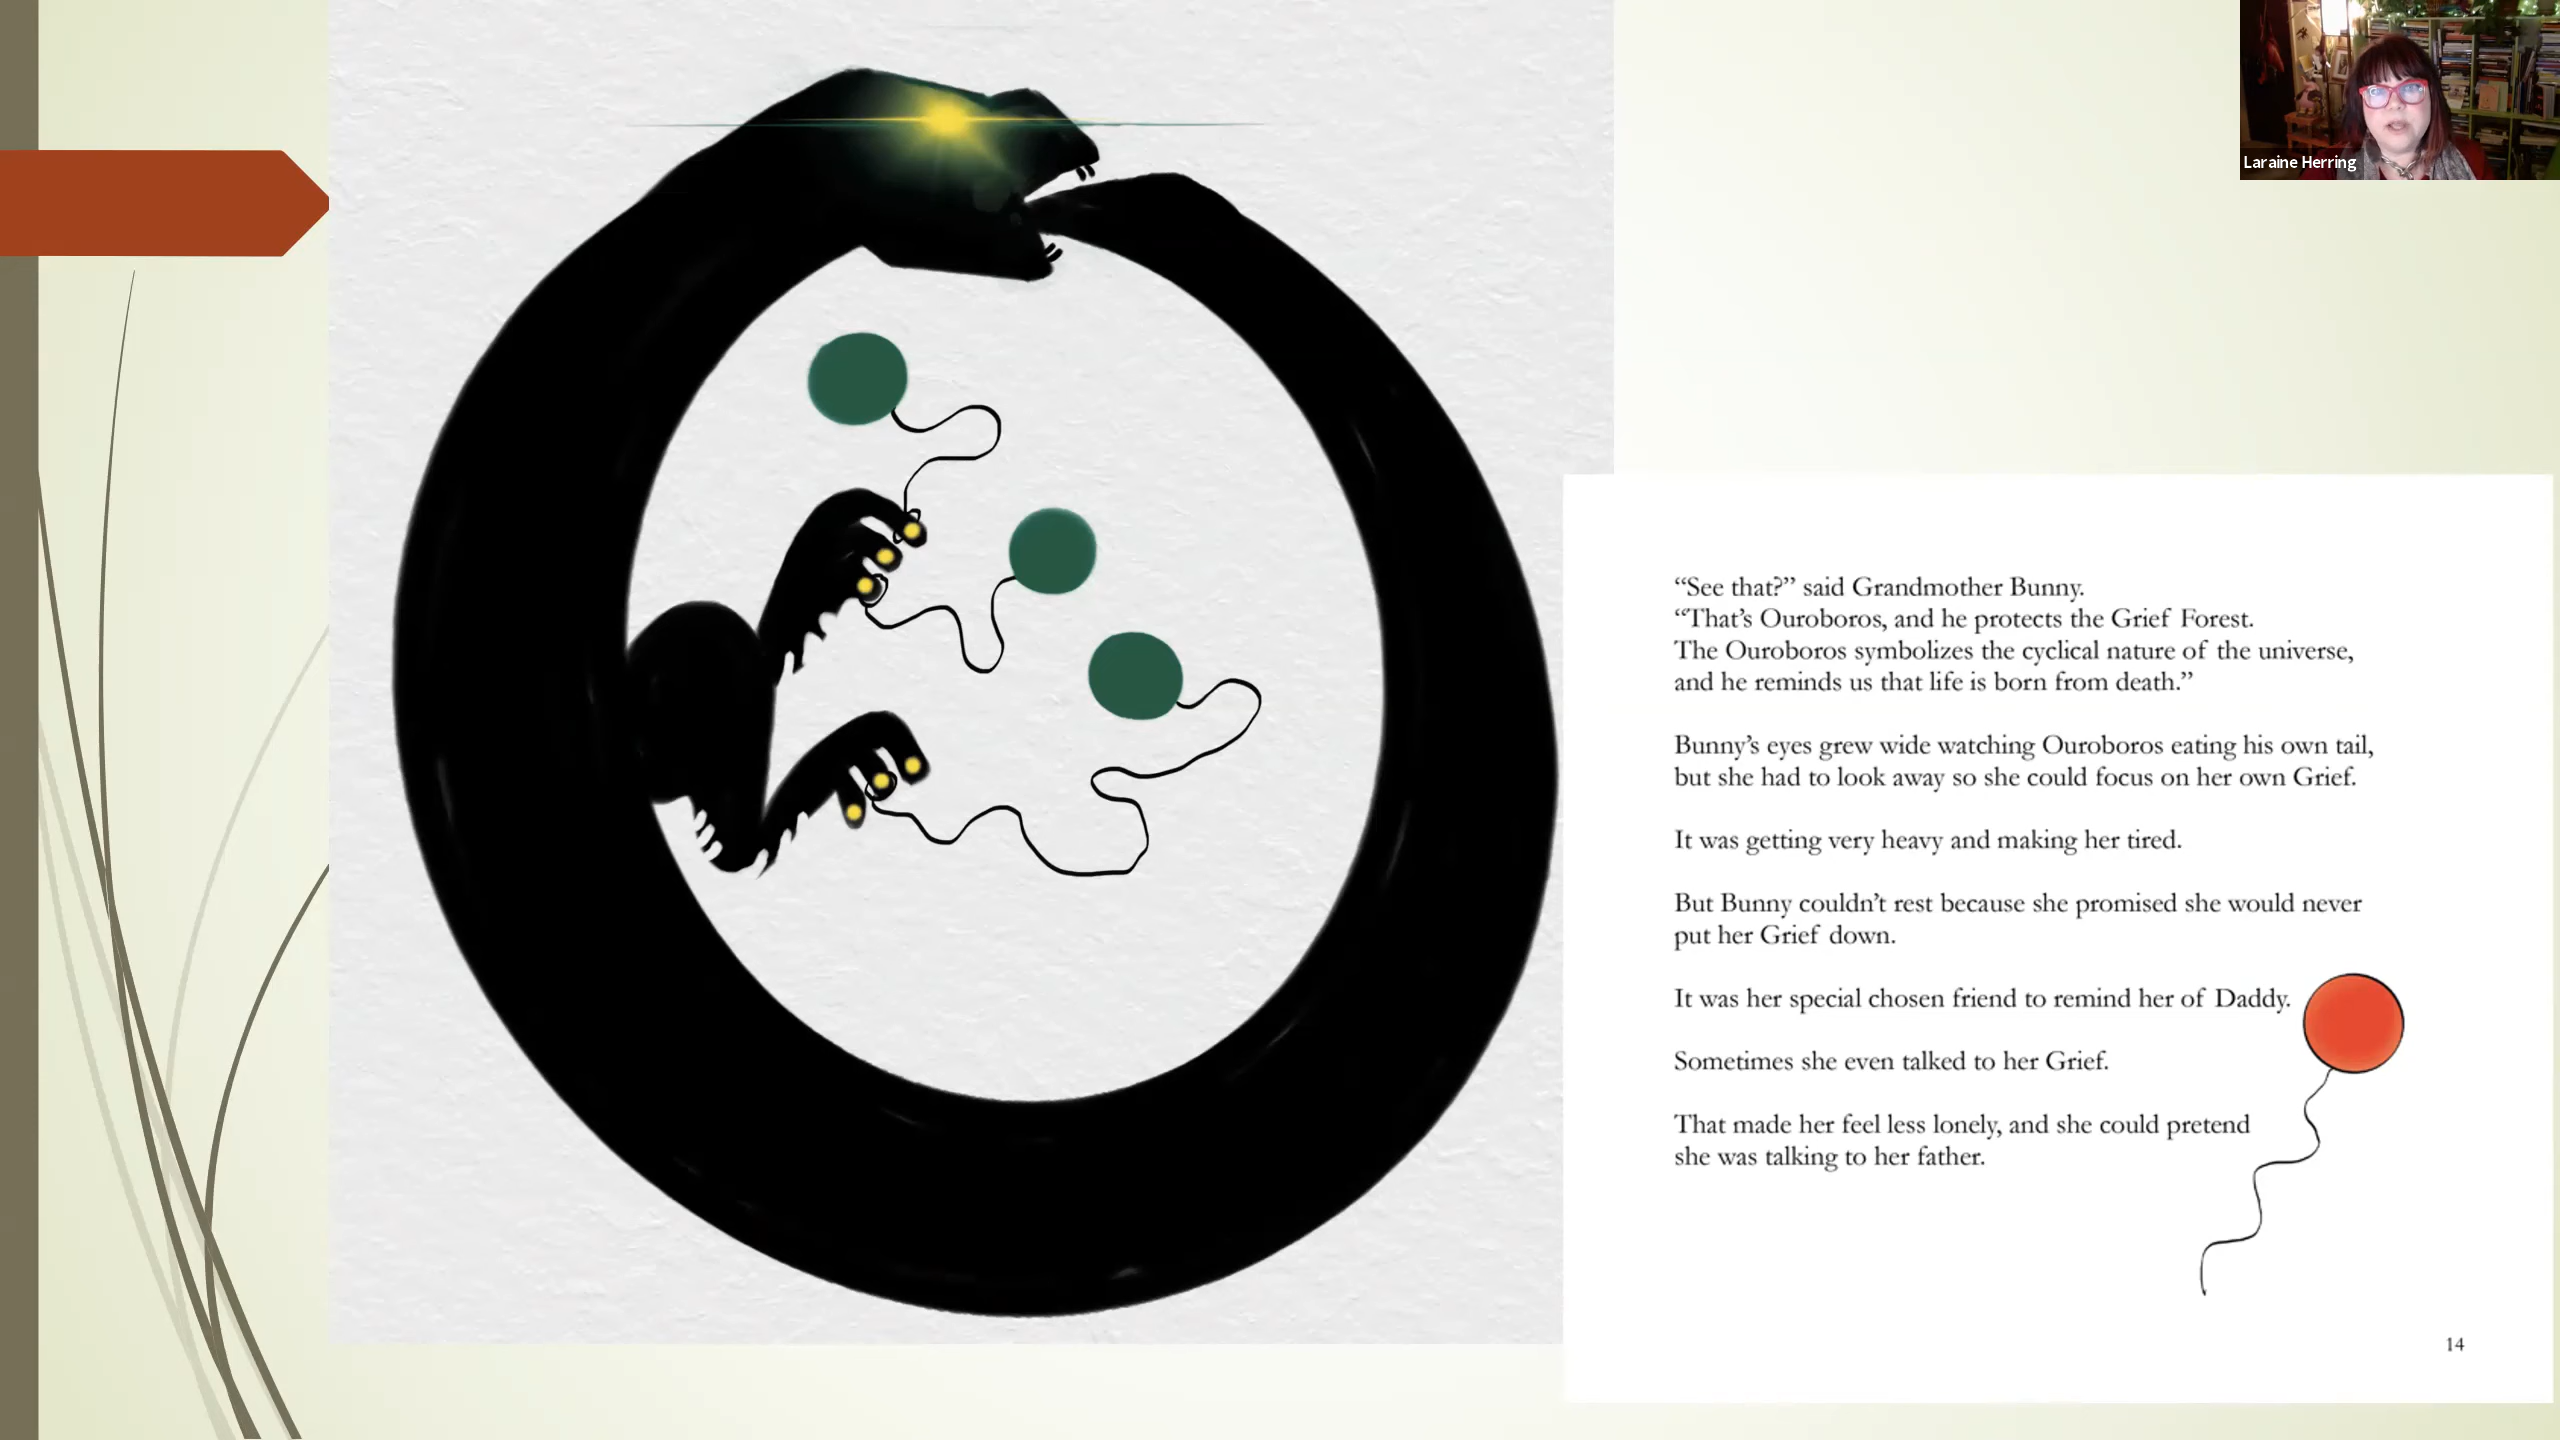 Laraine Herring
“See that?” said Grandmother Bunny.
“That’s Ouroboros, and he protects the Grief Forest.
The Ouroboros symbolizes the cyclical nature of the universe,
and he reminds us that life is born from death.”
Bunny’s eyes grew wide watching Ouroboros eating his own tail,
but she had to look away so she could focus on her own Grief.
It was getting very heavy and making her tired.
But Bunny couldn’t rest because she promised she would never
put her Grief down.
It was her special chosen friend to remind her of Daddy.
Sometimes she even talked to her Grief.
That made her feel less lonely, and she could pretend
she was talking to her father.
14